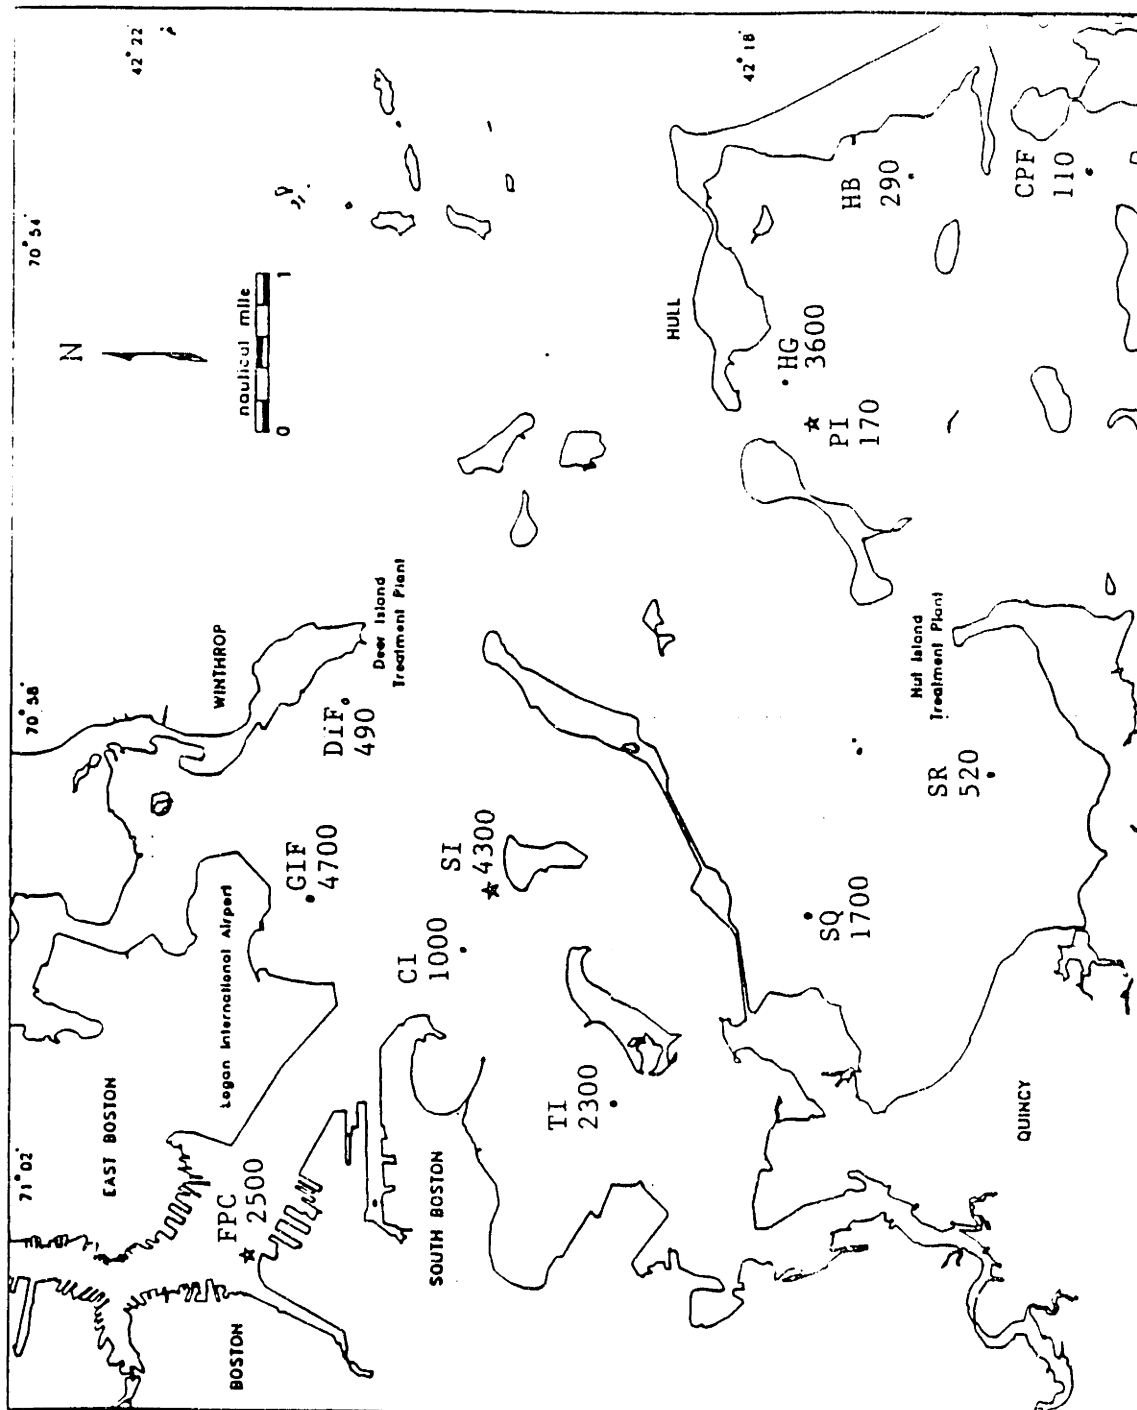 42° 22'
42° 18'
70° 54'
70° 58'
71° 02'
N
nautical mile
0 1
WINTHROP
Deer Island
Treatment Plant
DIF
490
Logan International Airport
GIF
4700
EAST BOSTON
FPC
2500
BOSTON
SOUTH BOSTON
CI
1000
SI
4300
TI
2300
HULL
HG
3600
PI
170
HB
290
CPF
110
Nut Island
Treatment Plant
SR
520
SQ
1700
QUINCY